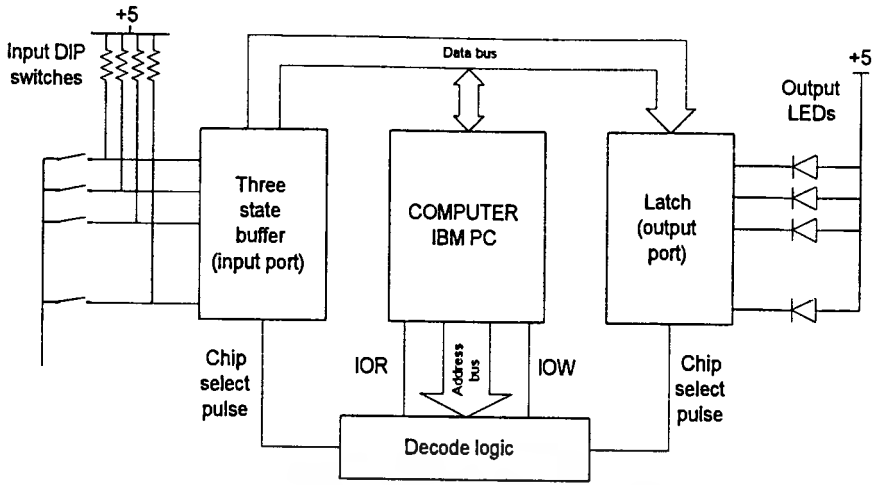 +5
Input DIP
switches
Data bus
+5
Output
LEDs
Three
state
buffer
(input port)
COMPUTER
IBM PC
Latch
(output
port)
Chip
select
pulse
IOR
Address
bus
IOW
Chip
select
pulse
Decode logic